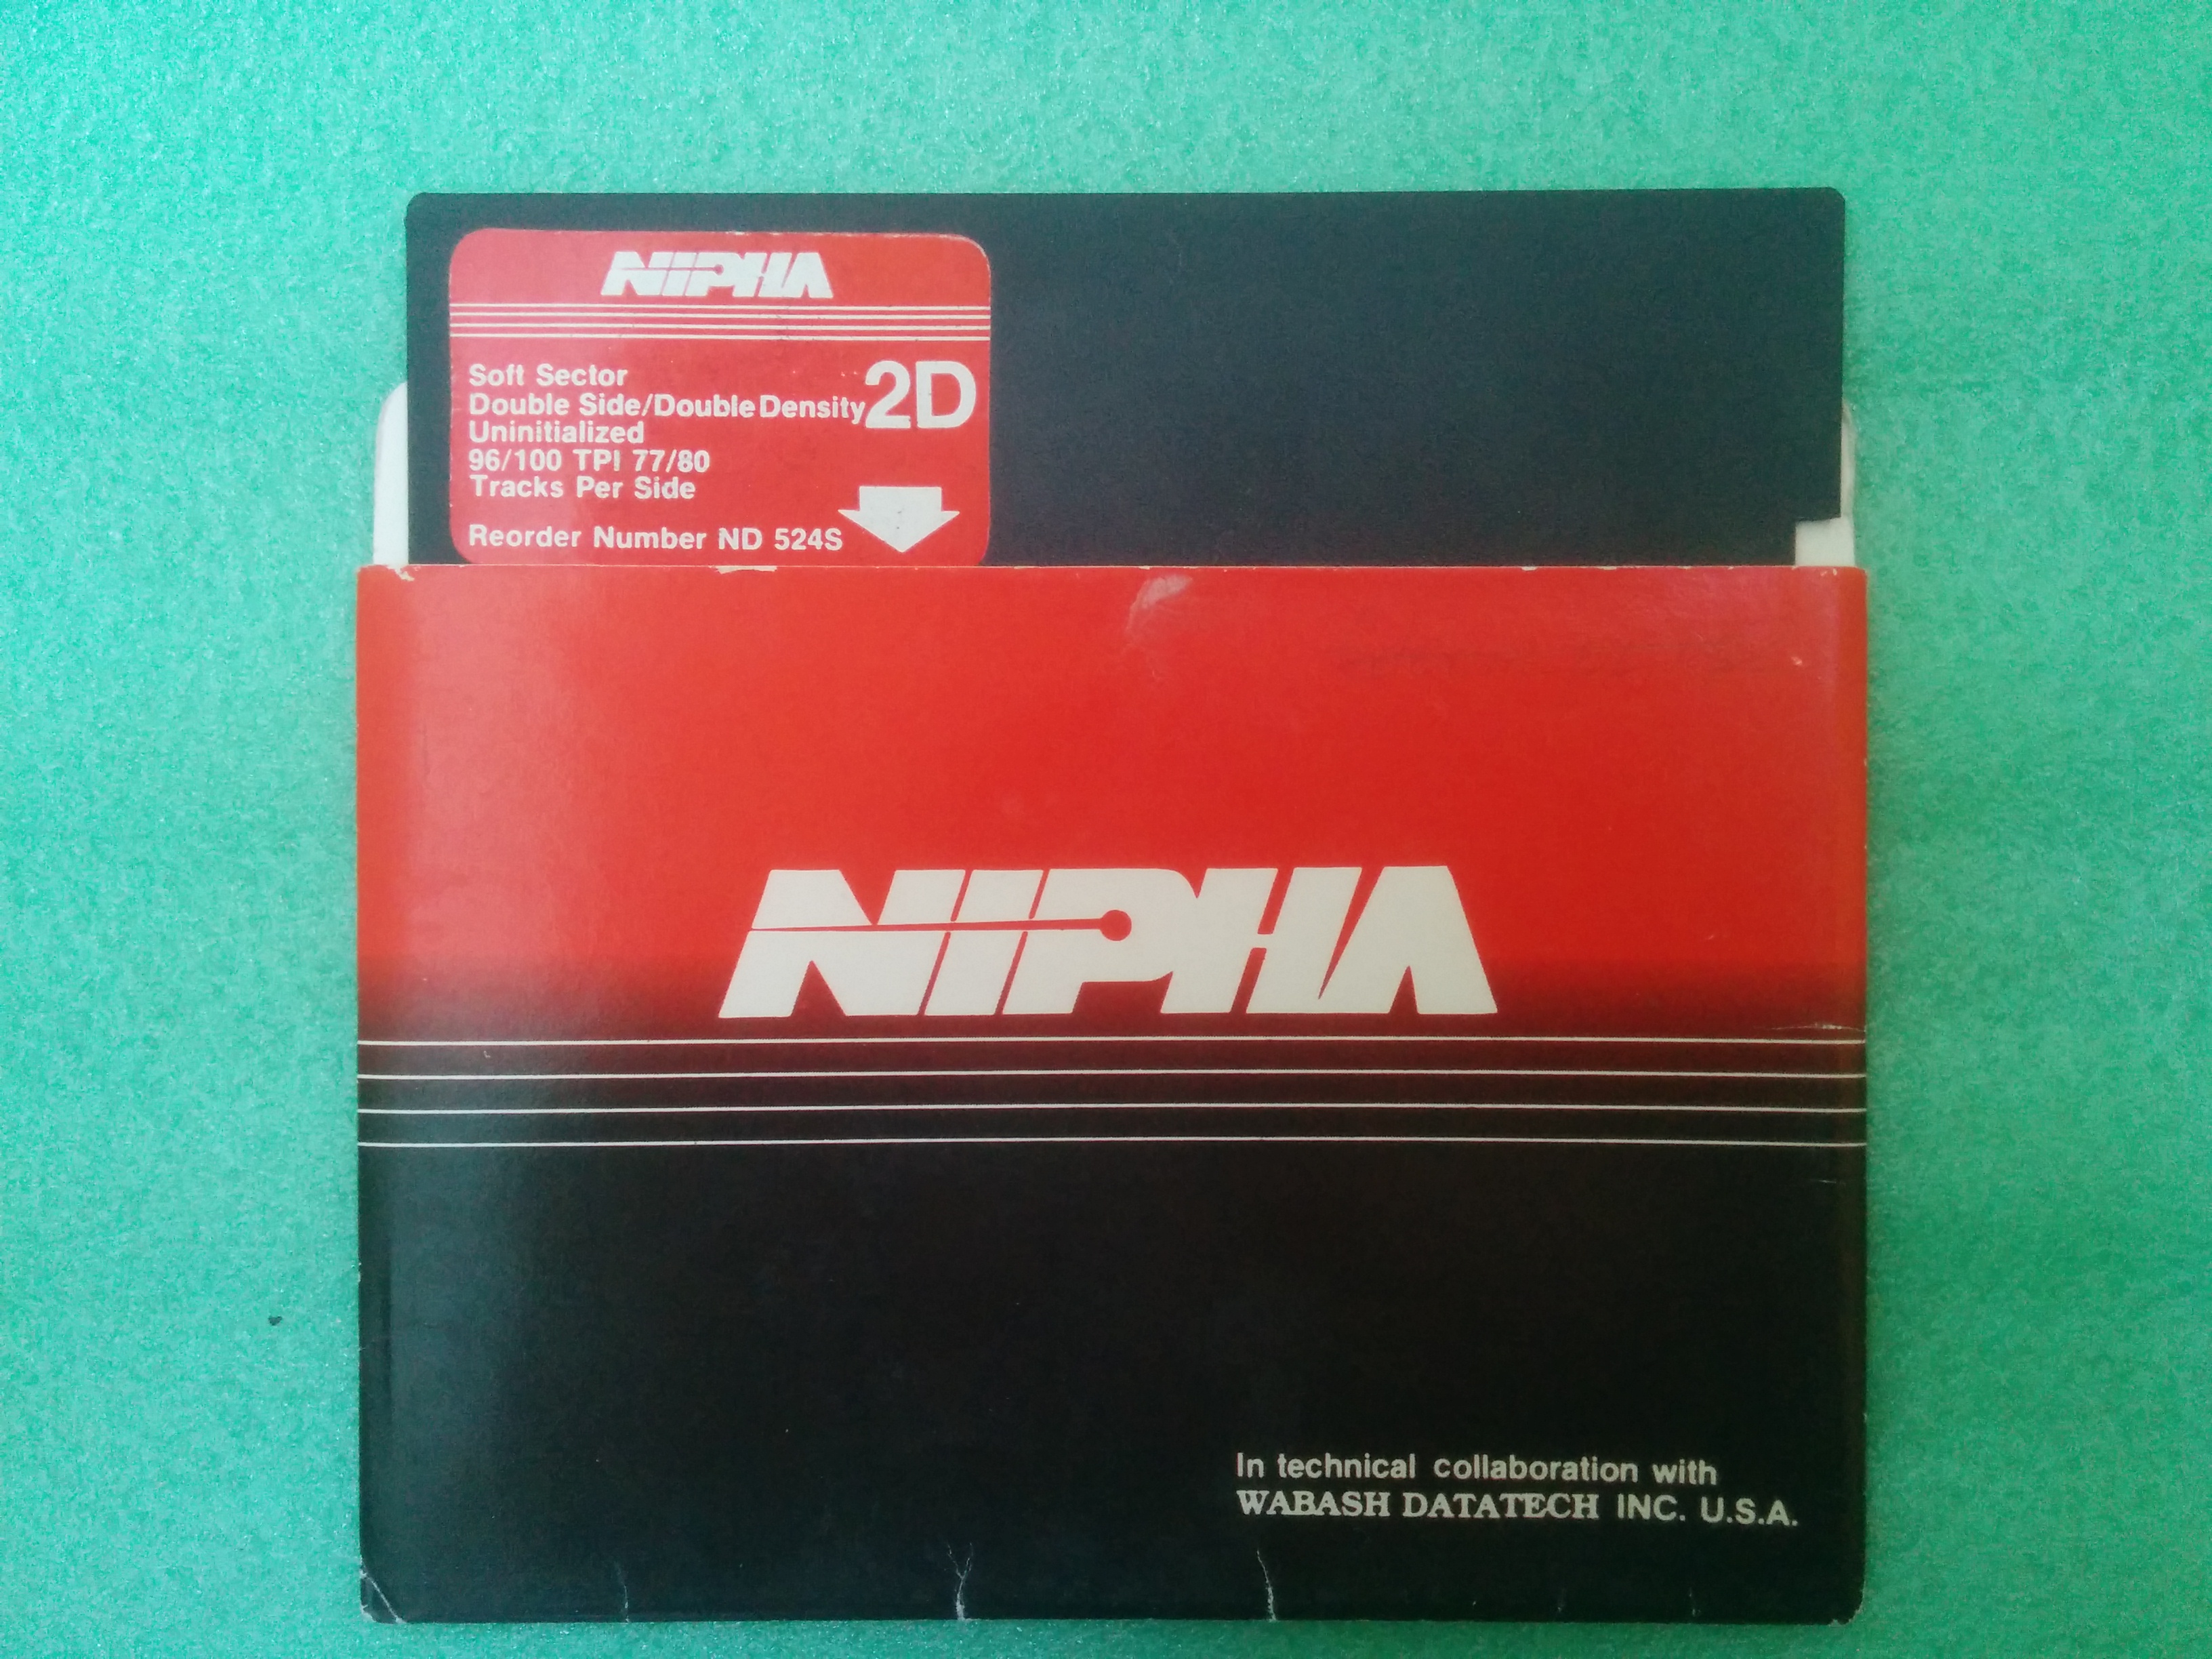 NIPHA
Soft Sector
Double Side/Double Density 2D
Uninitialized
96/100 TPI 77/80
Tracks Per Side
Reorder Number ND 524S
NIPHA
In technical collaboration with
WABASH DATATECH INC. U.S.A.